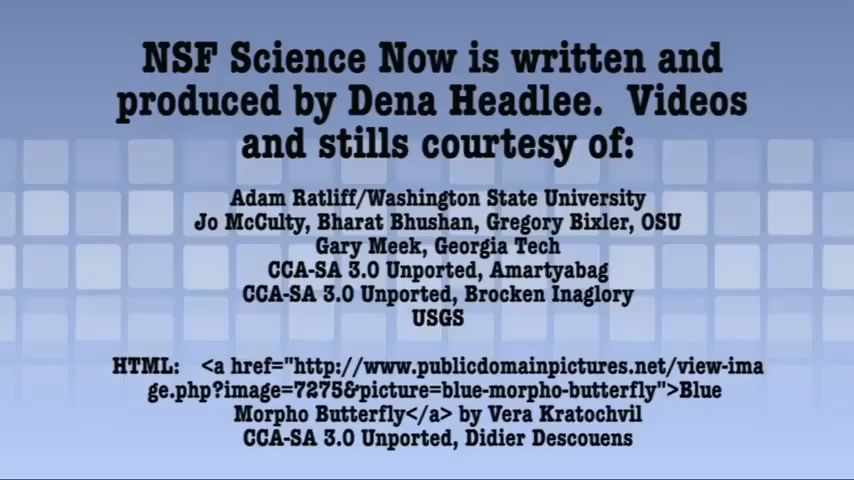 NSF Science Now is written and
produced by Dena Headlee.  Videos
and stills courtesy of:
Adam Ratliff/Washington State University
Jo McCulty, Bharat Bhushan, Gregory Bixler, OSU
Gary Meek, Georgia Tech
CCA-SA 3.0 Unported, Amartyabag
CCA-SA 3.0 Unported, Brocken Inaglory
USGS
HTML:   <a href="http://www.publicdomainpictures.net/view-ima
ge.php?image=7275&picture=blue-morpho-butterfly">Blue
Morpho Butterfly</a> by Vera Kratochvil
CCA-SA 3.0 Unported, Didier Descouens